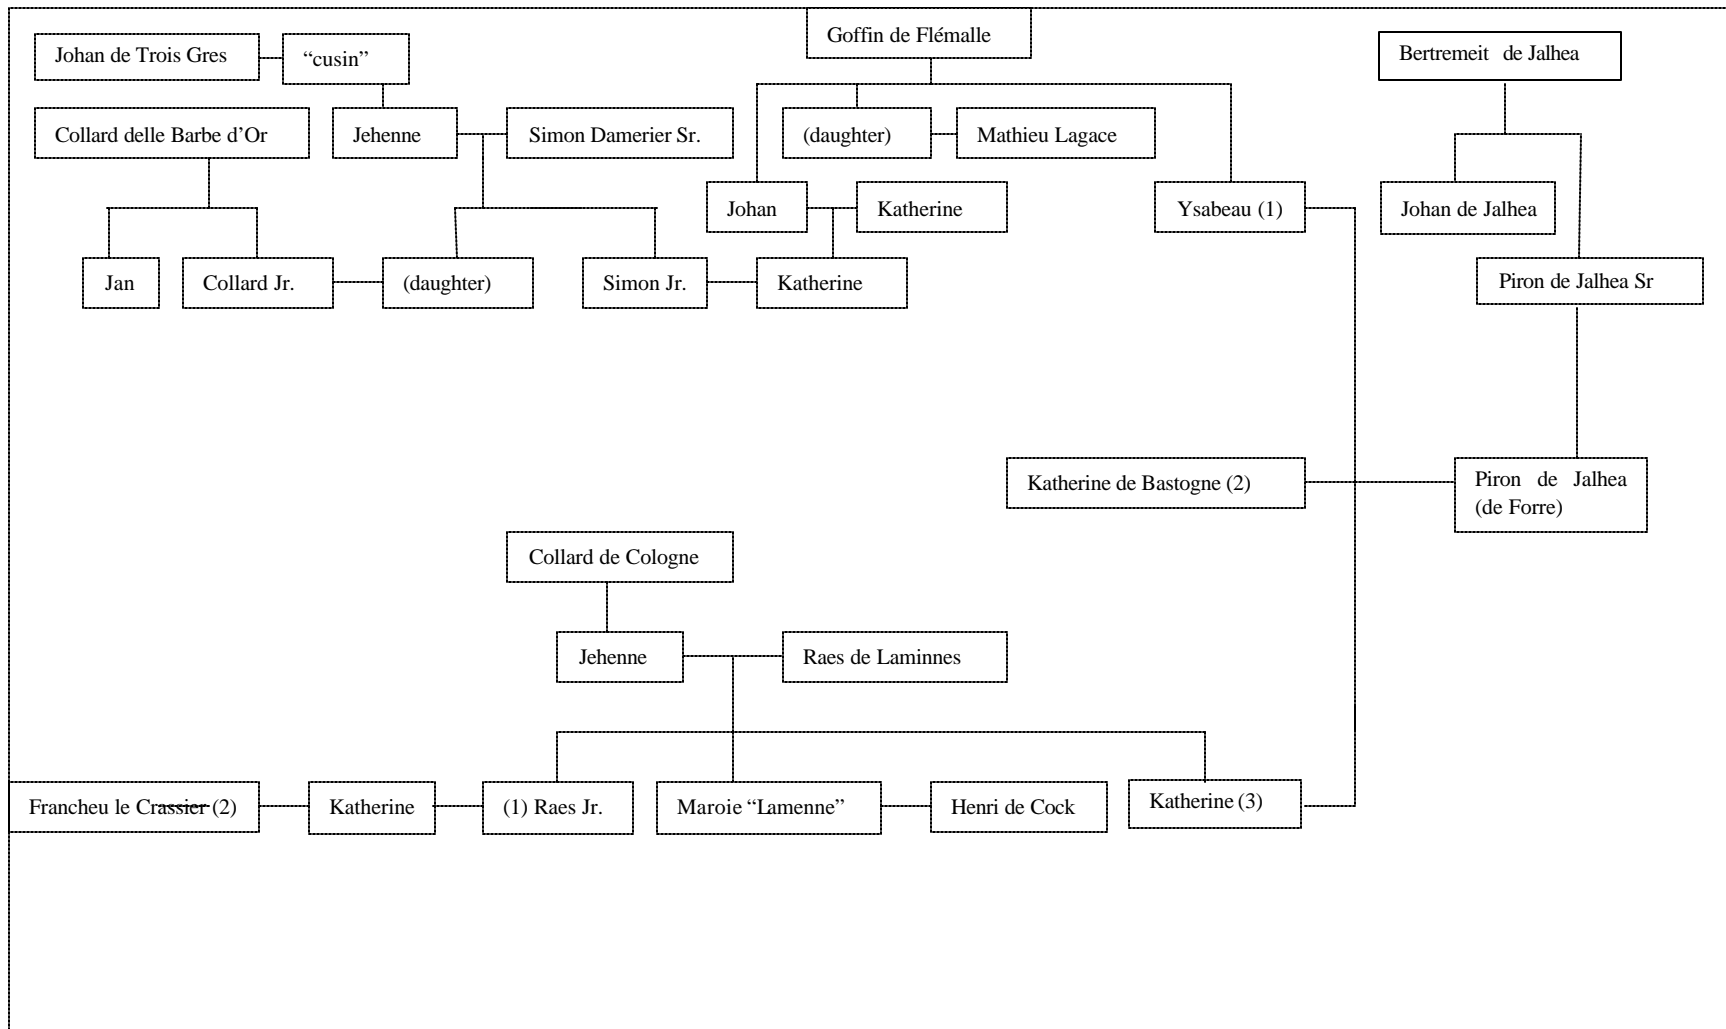 Goffin de Flémalle
Johan de Trois Gres
“cusin”
Bertremeit de Jalhea
Collard delle Barbe d’Or
Jehenne
Simon Damerier Sr.
(daughter)
Mathieu Lagace
Johan
Katherine
Ysabeau (1)
Johan de Jalhea
Jan
Collard Jr.
(daughter)
Simon Jr.
Katherine
Piron de Jalhea Sr
Katherine de Bastogne (2)
Piron de Jalhea
(de Forre)
Collard de Cologne
Jehenne
Raes de Laminnes
Francheu le Crassier (2)
Katherine
(1) Raes Jr.
Maroie “Lamenne”
Henri de Cock
Katherine (3)